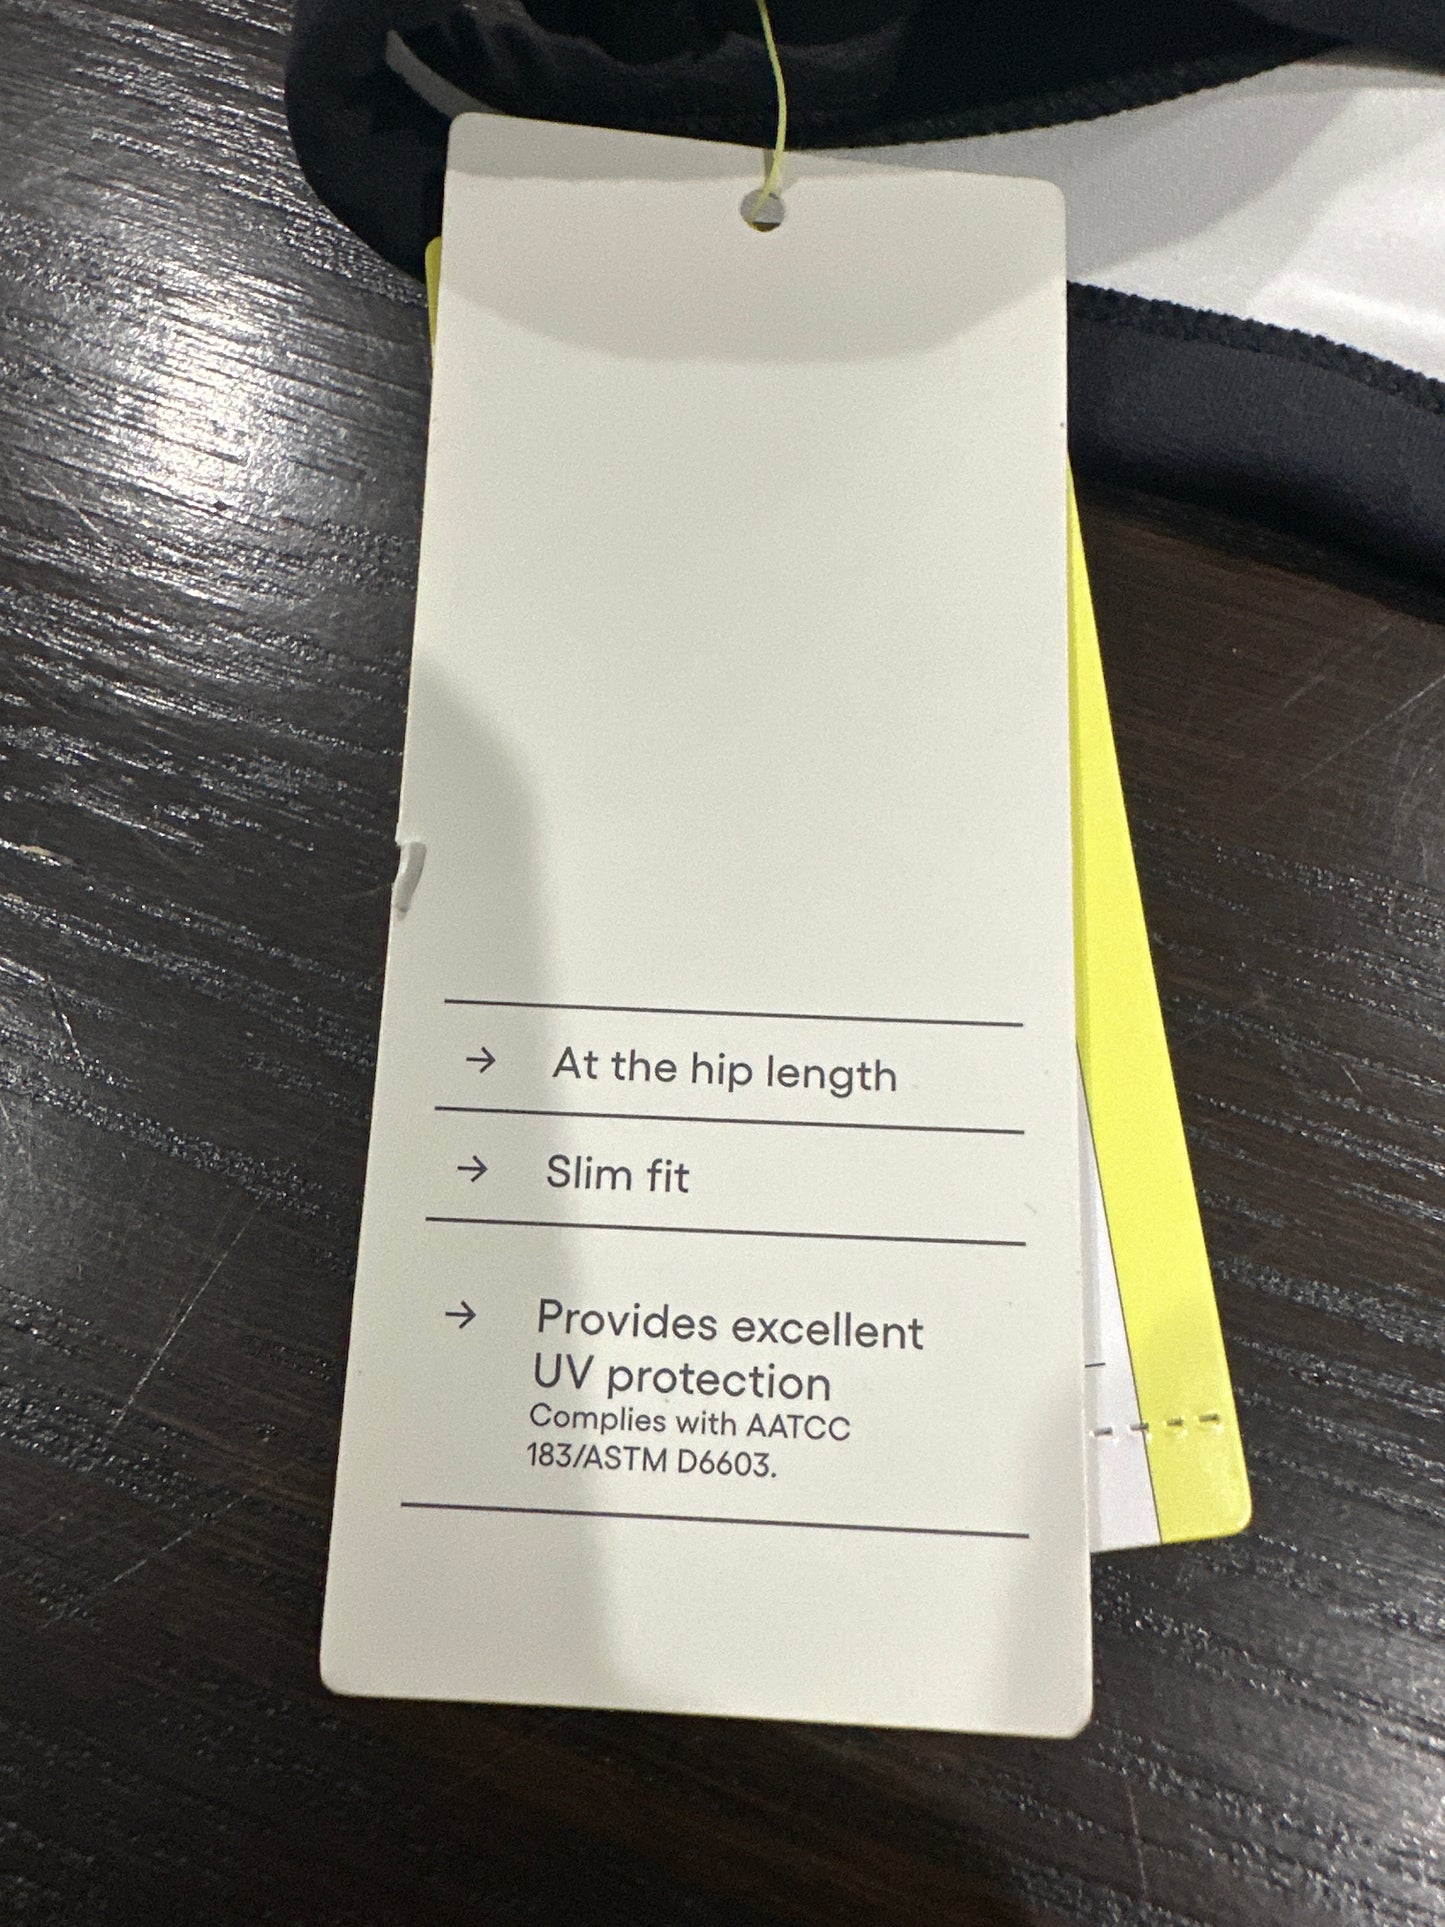 → At the hip length
→ Slim fit
→ Provides excellent
UV protection
Complies with AATCC
183/ASTM D6603.